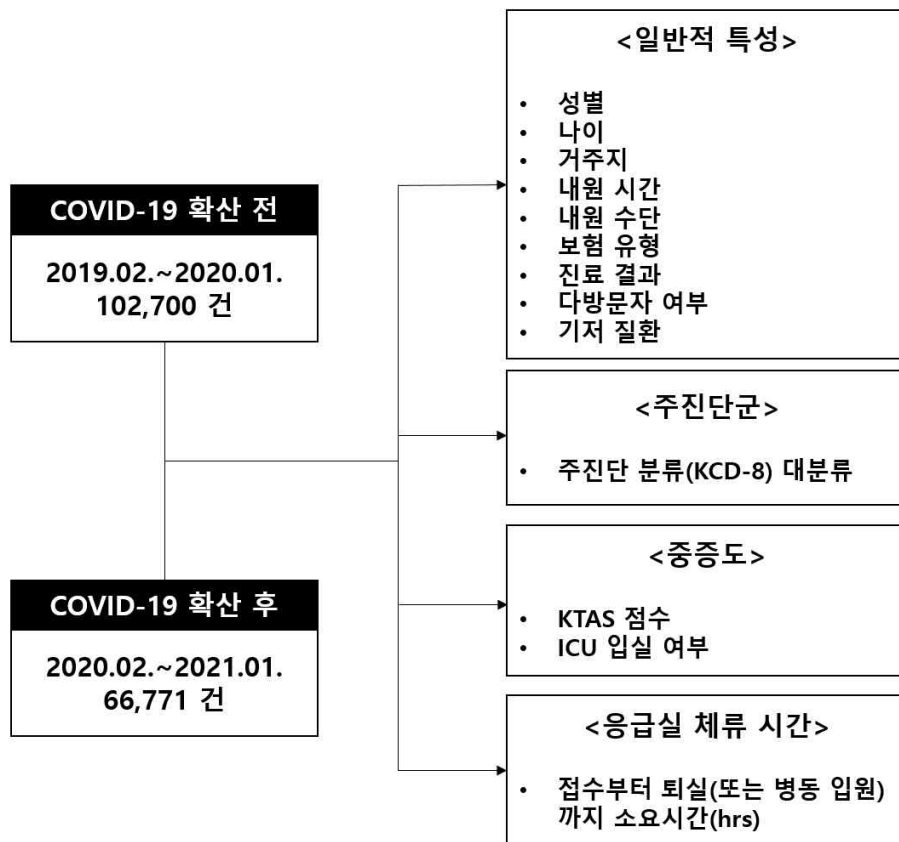 COVID-19 확산 전
2019.02.~2020.01.
102,700 건
COVID-19 확산 후
2020.02.~2021.01.
66,771 건
<일반적 특성>
• 성별
• 나이
• 거주지
• 내원 시간
• 내원 수단
• 보험 유형
• 진료 결과
• 다방문자 여부
• 기저 질환
<주진단군>
• 주진단 분류(KCD-8) 대분류
<중증도>
• KTAS 점수
• ICU 입실 여부
<응급실 체류 시간>
• 접수부터 퇴실(또는 병동 입원)
까지 소요시간(hrs)